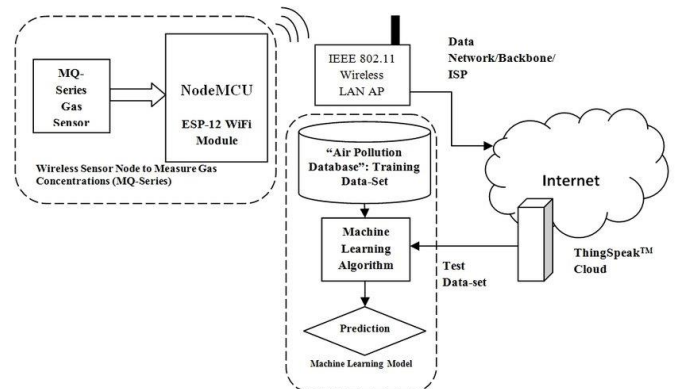 MQ-
Series
Gas
Sensor
NodeMCU
ESP-12 WiFi
Module
Wireless Sensor Node to Measure Gas
Concentrations (MQ-Series)
IEEE 802.11
Wireless
LAN AP
Data
Network/Backbone/
ISP
“Air Pollution
Database”: Training
Data-Set
Machine
Learning
Algorithm
Prediction
Machine Learning Model
Test
Data-set
Internet
ThingSpeak™
Cloud